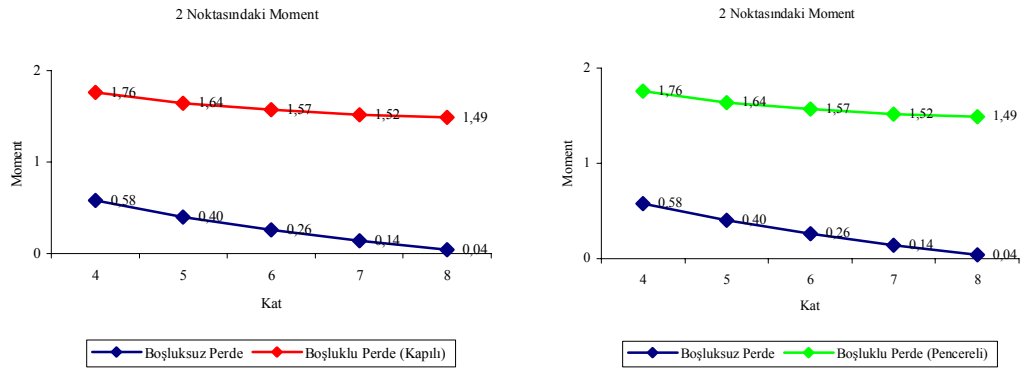 2 Noktasındaki Moment
2
1,76
1,64
1,57
1,52
1,49
Moment
1
0,58
0,40
0,26
0,14
0,04
0
4 5 6 7 8
Kat
Boşluksuz Perde Boşluklu Perde (Kapılı)
2 Noktasındaki Moment
2
1,76
1,64
1,57
1,52
1,49
Moment
1
0,58
0,40
0,26
0,14
0,04
0
4 5 6 7 8
Kat
Boşluksuz Perde Boşluklu Perde (Pencereli)